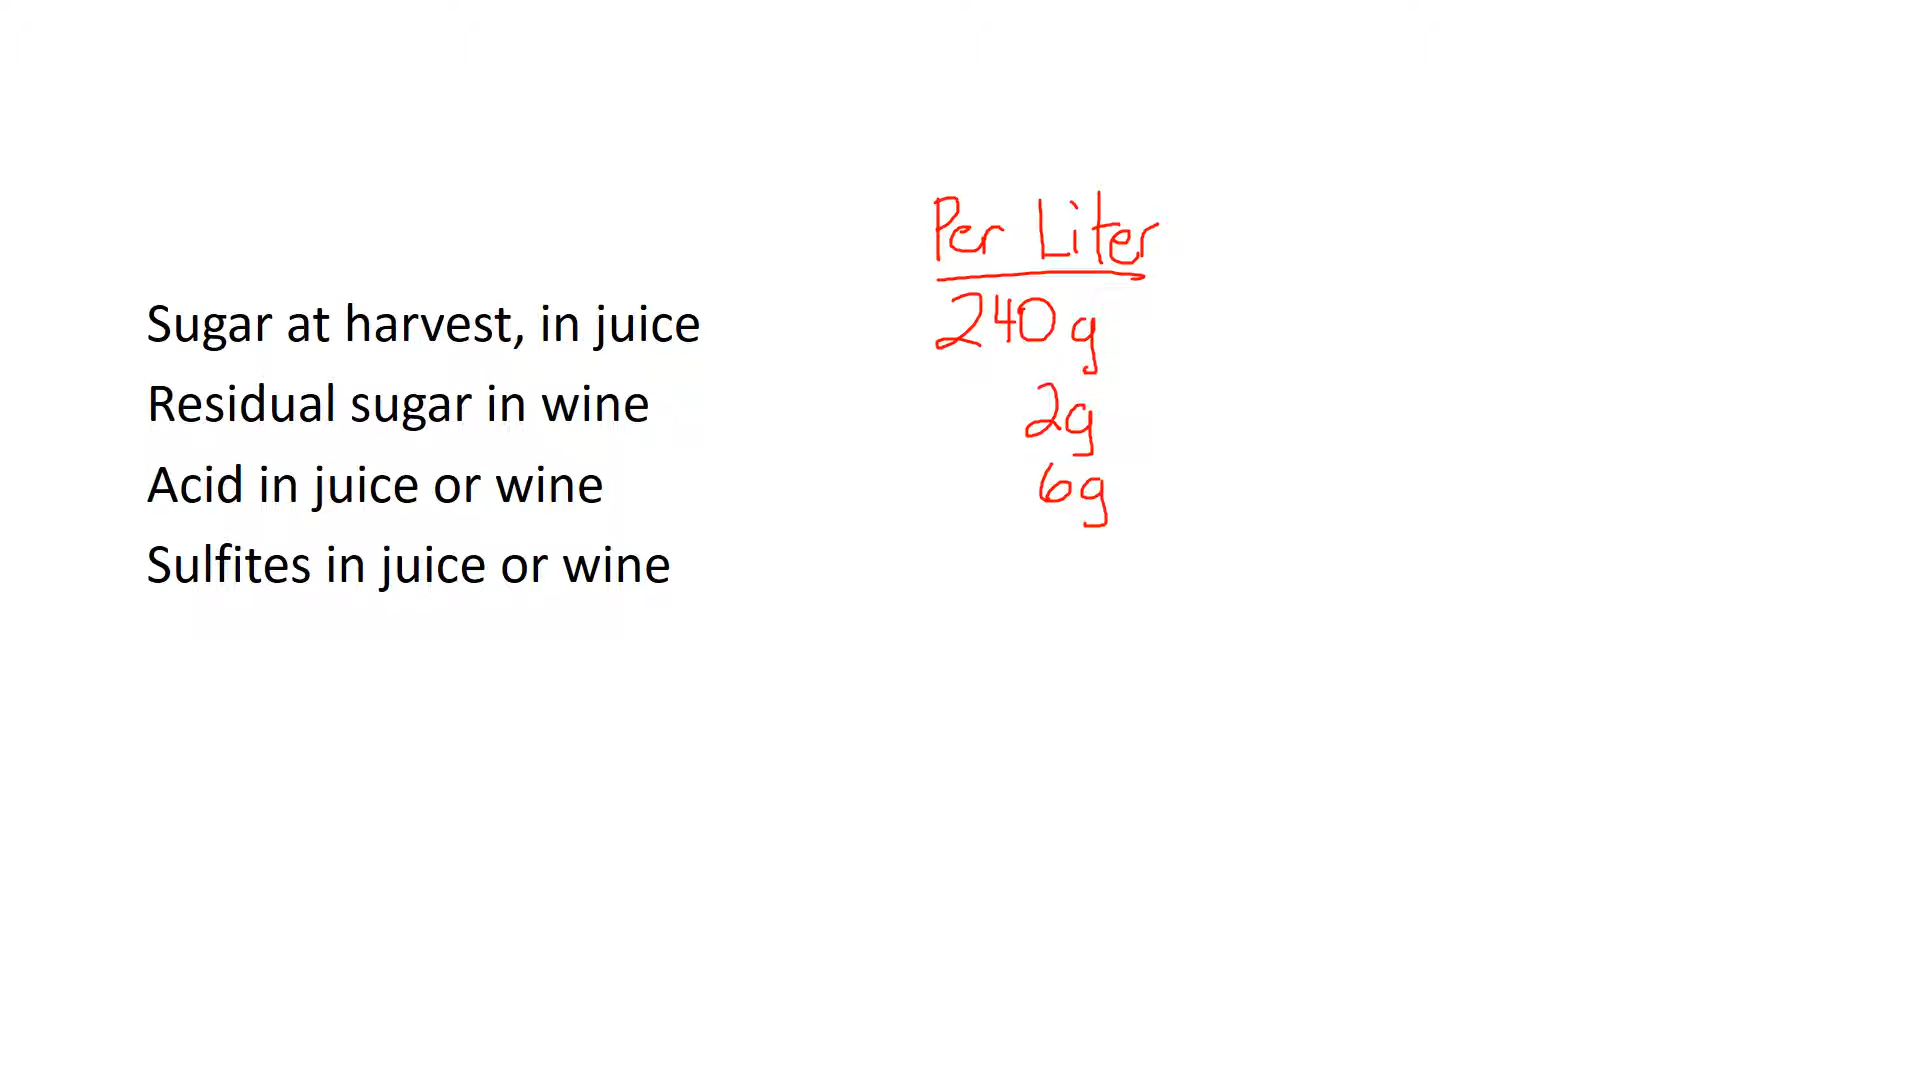 Per Liter
Sugar at harvest, in juice 240 g
Residual sugar in wine 2g
Acid in juice or wine 6g
Sulfites in juice or wine